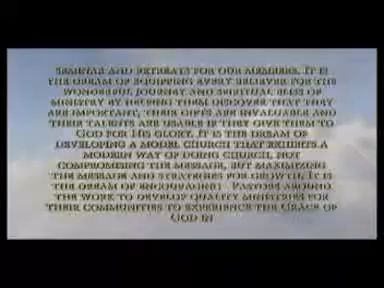 SEMINAR AND RETREATS FOR OUR MEMBERS. IT IS
THE DREAM OF EQUIPPING EVERY BELIEVER FOR THE
WONDERFUL JOURNEY AND SPIRITUAL BLISS OF
MINISTRY BY HELPING THEM DISCOVER THAT THEY
ARE IMPORTANT, THEIR GIFTS ARE INVALUABLE AND
THEIR TALENTS ARE USABLE IF THEY GIVE THEM TO
GOD FOR HIS GLORY. IT IS THE DREAM OF
DEVELOPING A MODEL CHURCH THAT EXHIBITS A
MODERN WAY OF DOING CHURCH, NOT
COMPROMISING THE MESSAGE, BUT MAXIMIZING
THE MESSAGE AND STRATEGIES FOR GROWTH. IT IS
THE DREAM OF ENCOURAGING PASTORS AROUND
THE WORK TO DEVELOP QUALITY MINISTRIES FOR
THEIR COMMUNITIES TO EXPERIENCE THE GRACE OF
GOD IN